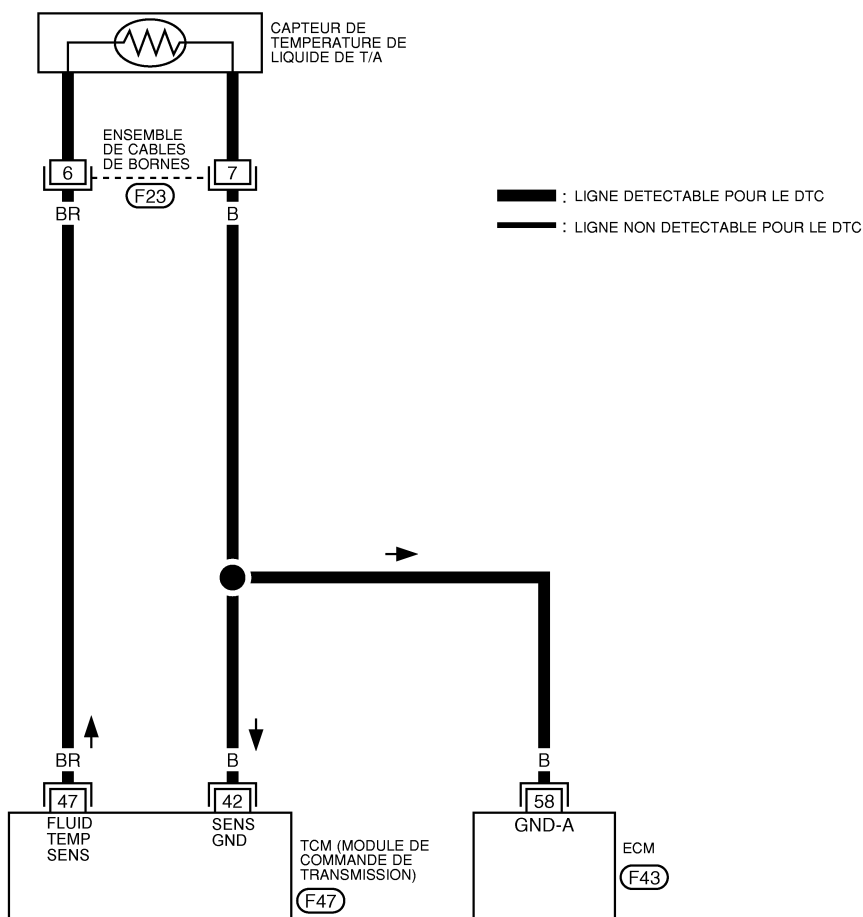 CAPTEUR DE
TEMPERATURE DE
LIQUIDE DE T/A
ENSEMBLE
DE CABLES
DE BORNES
6
7
F23
BR
B
: LIGNE DETECTABLE POUR LE DTC
: LIGNE NON DETECTABLE POUR LE DTC
BR
B
B
47
42
58
FLUID
TEMP
SENS
SENS
GND
GND-A
TCM (MODULE DE
COMMANDE DE
TRANSMISSION)
F47
ECM
F43